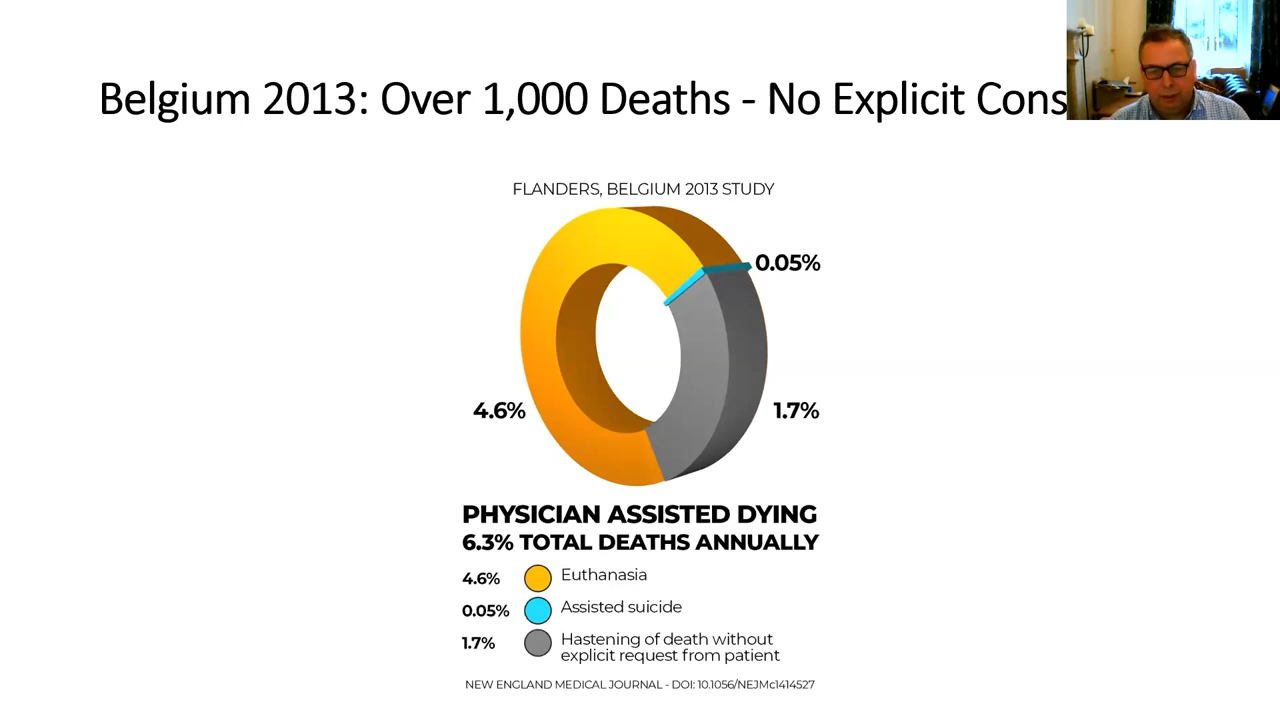 Belgium 2013: Over 1,000 Deaths - No Explicit Cons
FLANDERS, BELGIUM 2013 STUDY
0.05%
4.6%
1.7%
PHYSICIAN ASSISTED DYING
6.3% TOTAL DEATHS ANNUALLY
4.6% Euthanasia
0.05% Assisted suicide
1.7% Hastening of death without
explicit request from patient
NEW ENGLAND MEDICAL JOURNAL - DOI: 10.1056/NEJMc1414527